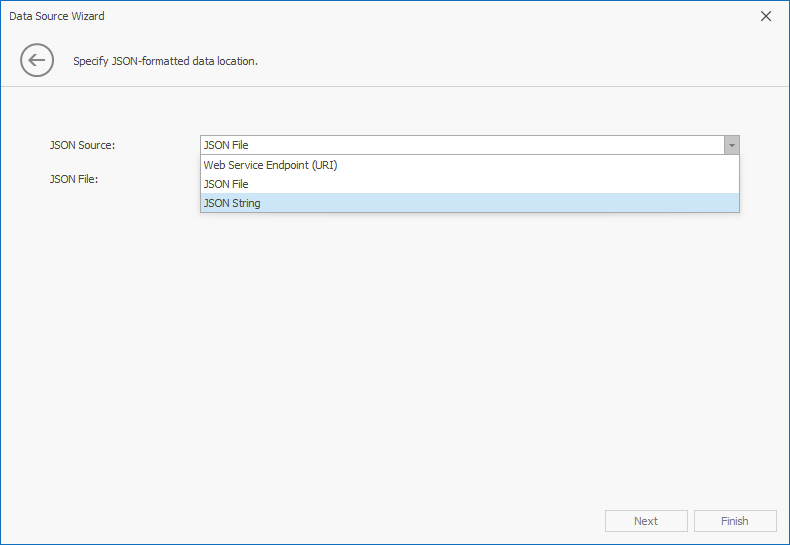 Data Source Wizard
Specify JSON-formatted data location.
JSON Source:
JSON File
Web Service Endpoint (URI)
JSON File:
JSON File
JSON String
Next
Finish